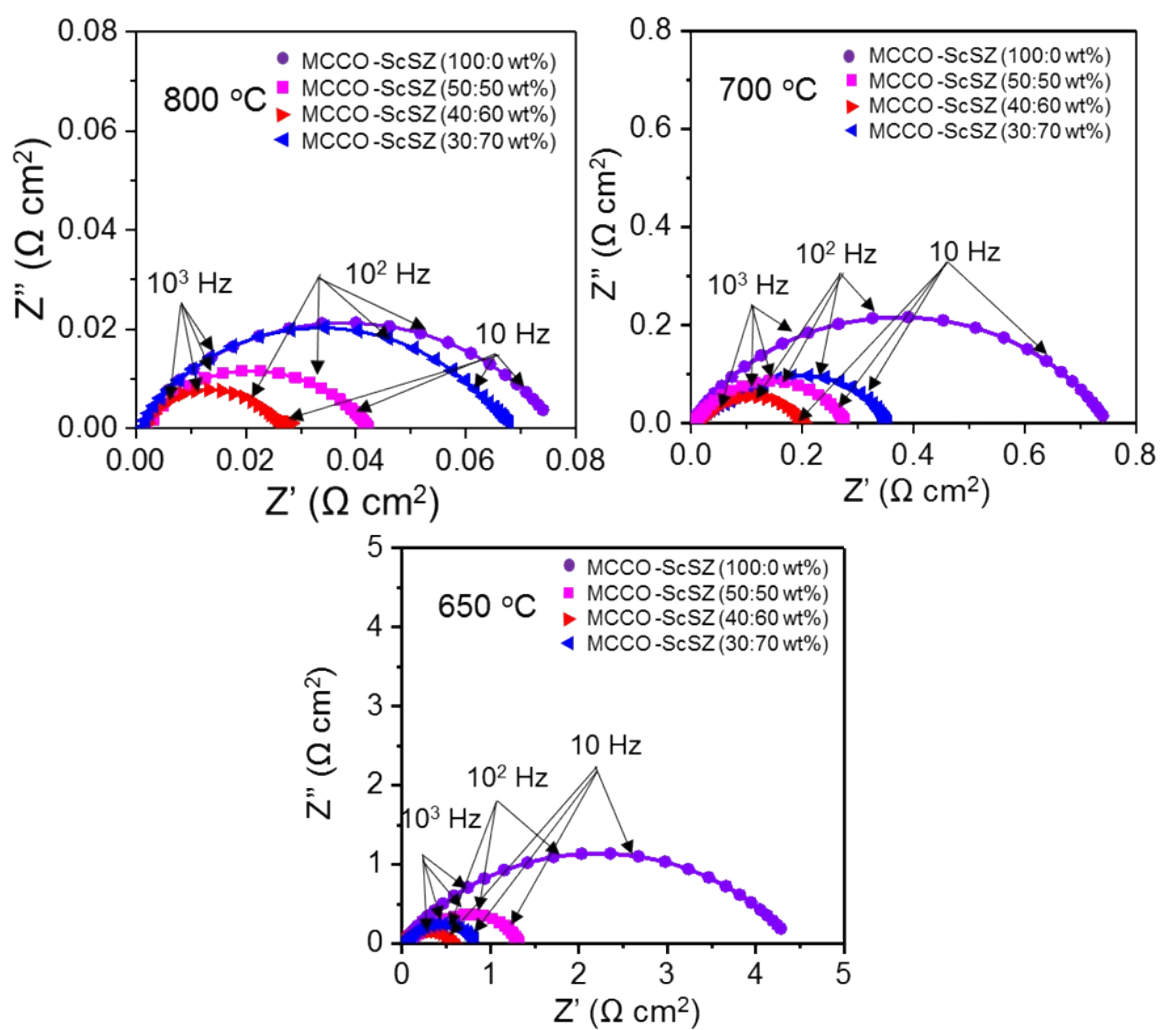 0.08
0.06
0.04
0.02
0.00
Z″ (Ω cm²)
800 °C
MCCO-ScSZ (100:0 wt%)
MCCO-ScSZ (50:50 wt%)
MCCO-ScSZ (40:60 wt%)
MCCO-ScSZ (30:70 wt%)
10³ Hz
10² Hz
10 Hz
0.00 0.02 0.04 0.06 0.08
Z’ (Ω cm²)
0.8
0.6
0.4
0.2
0.0
Z″ (Ω cm²)
700 °C
MCCO-ScSZ (100:0 wt%)
MCCO-ScSZ (50:50 wt%)
MCCO-ScSZ (40:60 wt%)
MCCO-ScSZ (30:70 wt%)
10³ Hz
10² Hz
10 Hz
0.0 0.2 0.4 0.6 0.8
Z’ (Ω cm²)
5
4
3
2
1
0
Z″ (Ω cm²)
650 °C
MCCO-ScSZ (100:0 wt%)
MCCO-ScSZ (50:50 wt%)
MCCO-ScSZ (40:60 wt%)
MCCO-ScSZ (30:70 wt%)
10 Hz
10² Hz
10³ Hz
0 1 2 3 4 5
Z’ (Ω cm²)